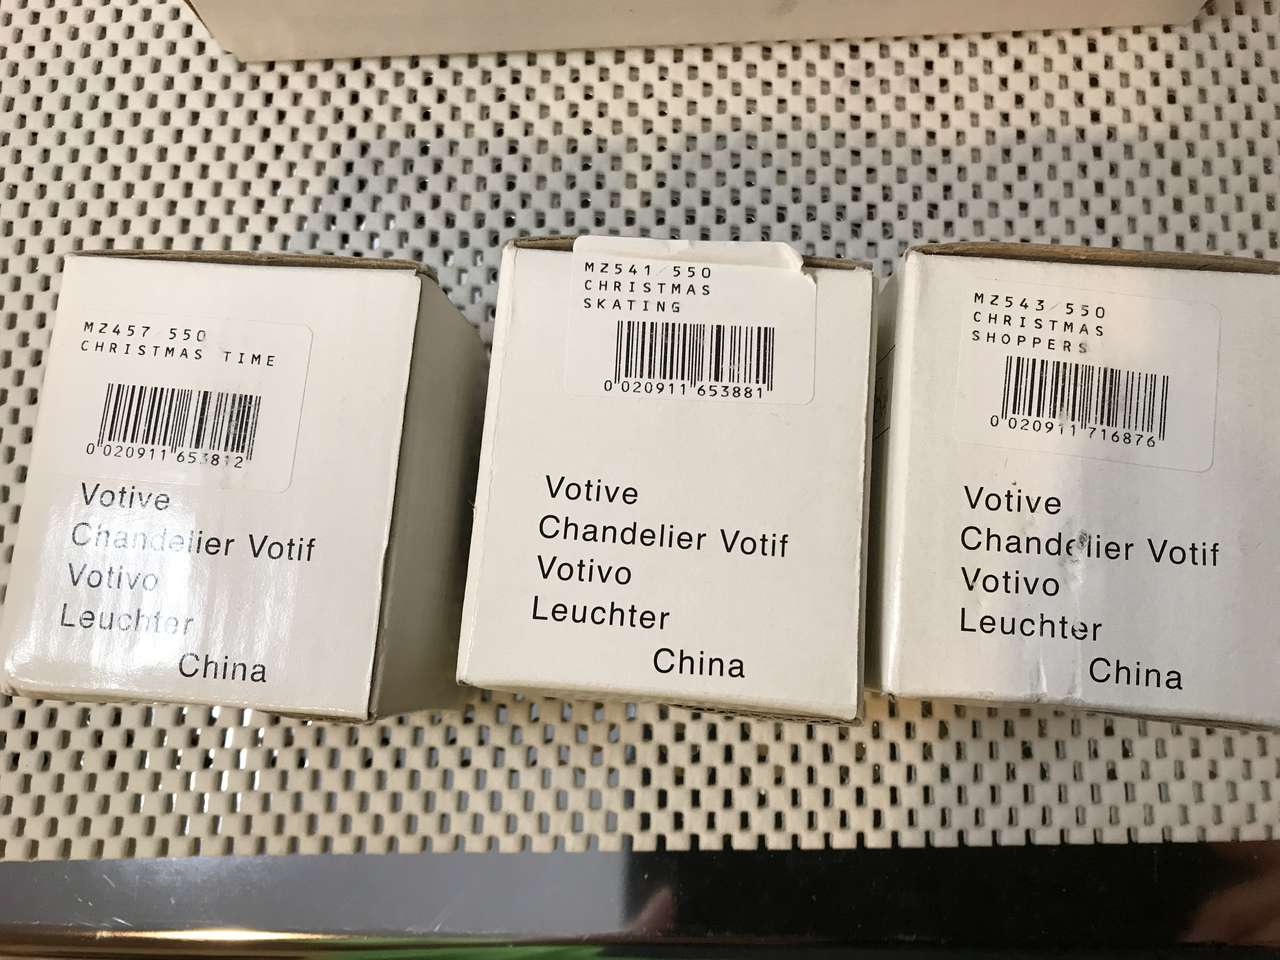 MZ457 550
CHRISTMAS TIME
0 020911 653812
Votive
Chandelier Votif
Votivo
Leuchter
China
MZ541/550
CHRISTMAS
SKATING
0 020911 653881
Votive
Chandelier Votif
Votivo
Leuchter
China
MZ543/550
CHRISTMAS
SHOPPERS
0 020911 716876
Votive
Chandelier Votif
Votivo
Leuchter
China